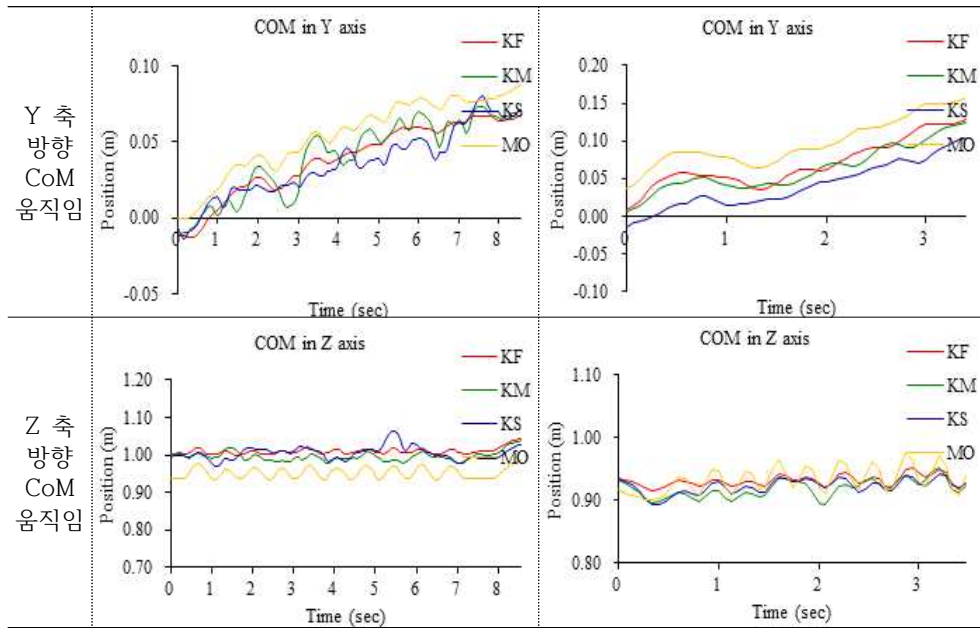 Y 축
방향
CoM
움직임
COM in Y axis
KF
KM
KS
MO
Position (m)
0.10
0.05
0.00
-0.05
0 1 2 3 4 5 6 7 8
Time (sec)
COM in Y axis
KF
KM
KS
MO
Position (m)
0.20
0.15
0.10
0.05
0.00
-0.05
-0.10
0 1 2 3
Time (sec)
Z 축
방향
CoM
움직임
COM in Z axis
KF
KM
KS
MO
Position (m)
1.20
1.10
1.00
0.90
0.80
0.70
0 1 2 3 4 5 6 7 8
Time (sec)
COM in Z axis
KF
KM
KS
MO
Position (m)
1.10
1.00
0.90
0.80
0 1 2 3
Time (sec)